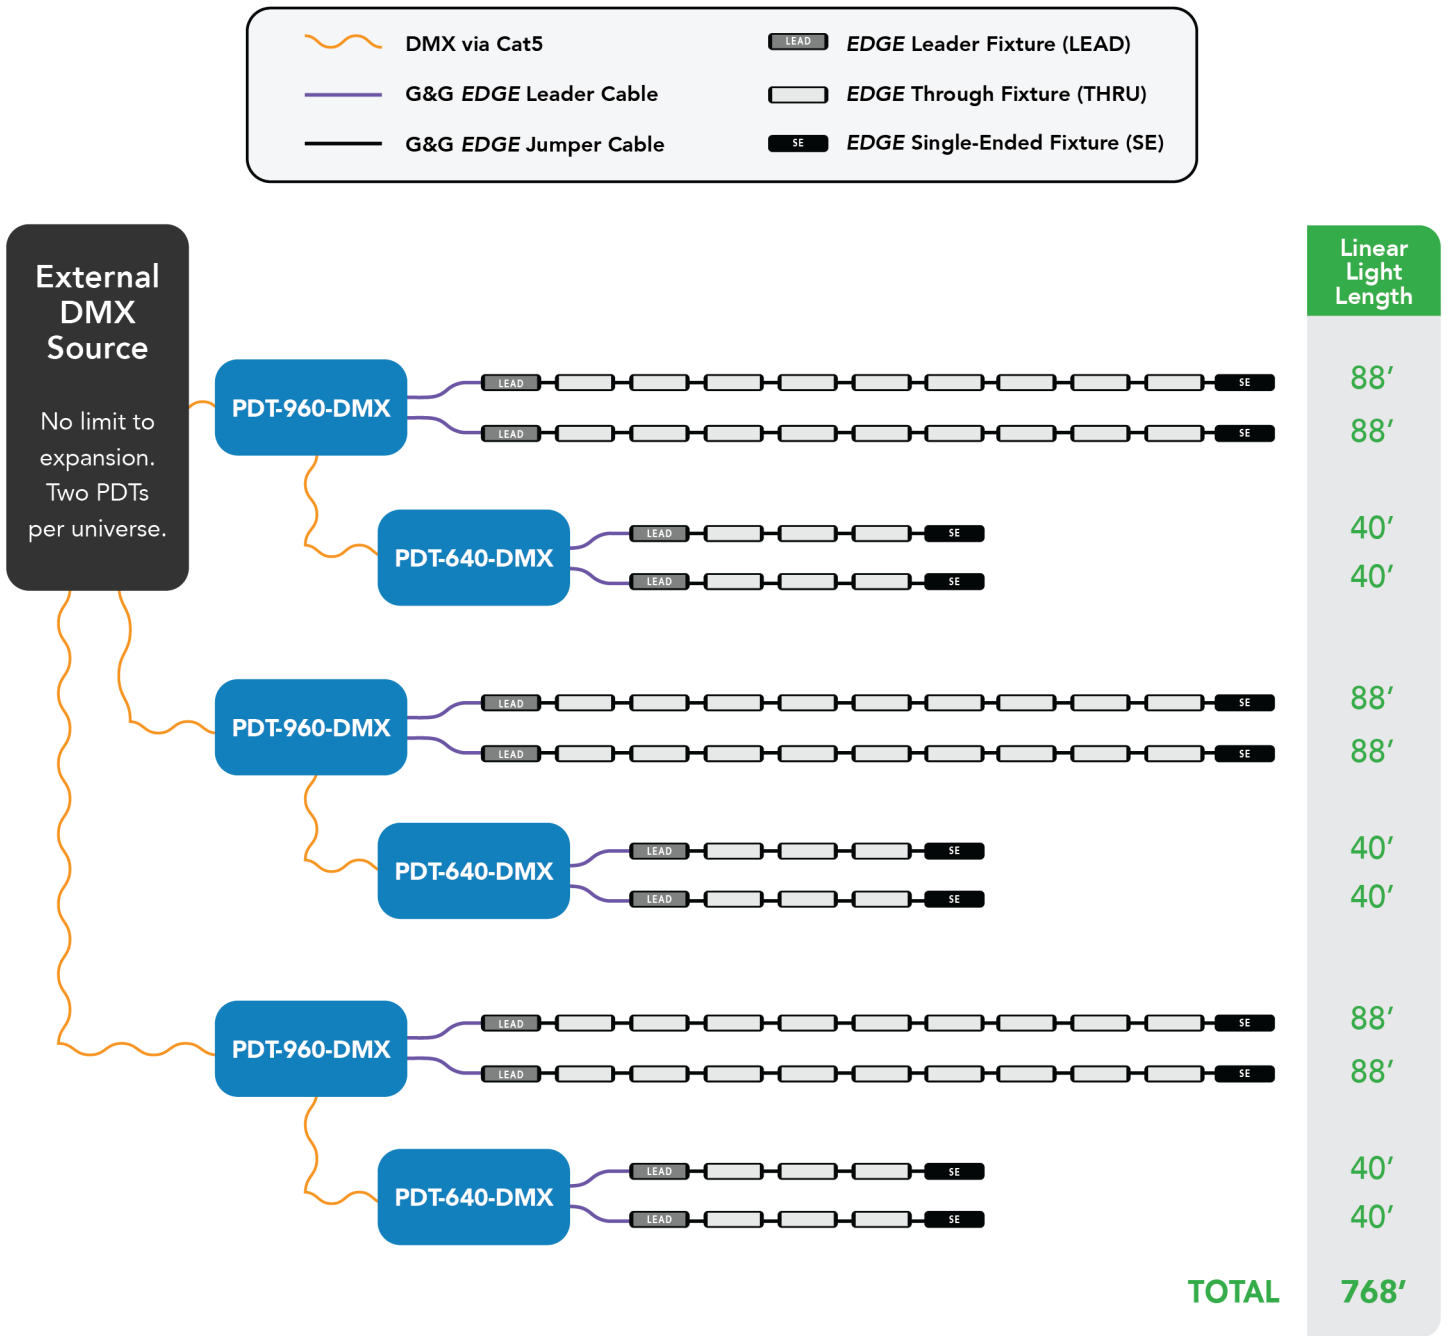 DMX via Cat5
LEAD
EDGE Leader Fixture (LEAD)
G&G EDGE Leader Cable
EDGE Through Fixture (THRU)
G&G EDGE Jumper Cable
SE
EDGE Single-Ended Fixture (SE)
External
DMX
Source
No limit to
expansion.
Two PDTs
per universe.
Linear
Light
Length
PDT-960-DMX
LEAD
SE
88’
LEAD
SE
88’
PDT-640-DMX
LEAD
SE
40’
LEAD
SE
40’
PDT-960-DMX
LEAD
SE
88’
LEAD
SE
88’
PDT-640-DMX
LEAD
SE
40’
LEAD
SE
40’
PDT-960-DMX
LEAD
SE
88’
LEAD
SE
88’
PDT-640-DMX
LEAD
SE
40’
LEAD
SE
40’
TOTAL 768’